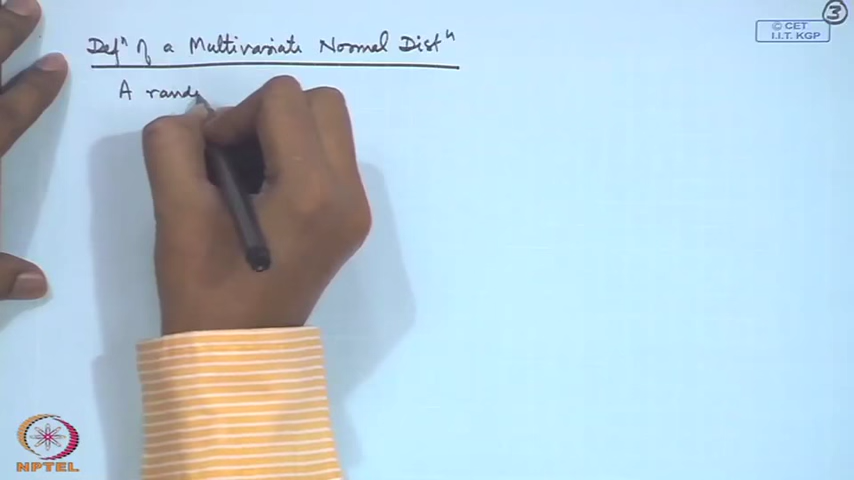 3
© CET
I.I.T. KGP
Defⁿ of a Multivariate Normal Distⁿ
A rand
NPTEL